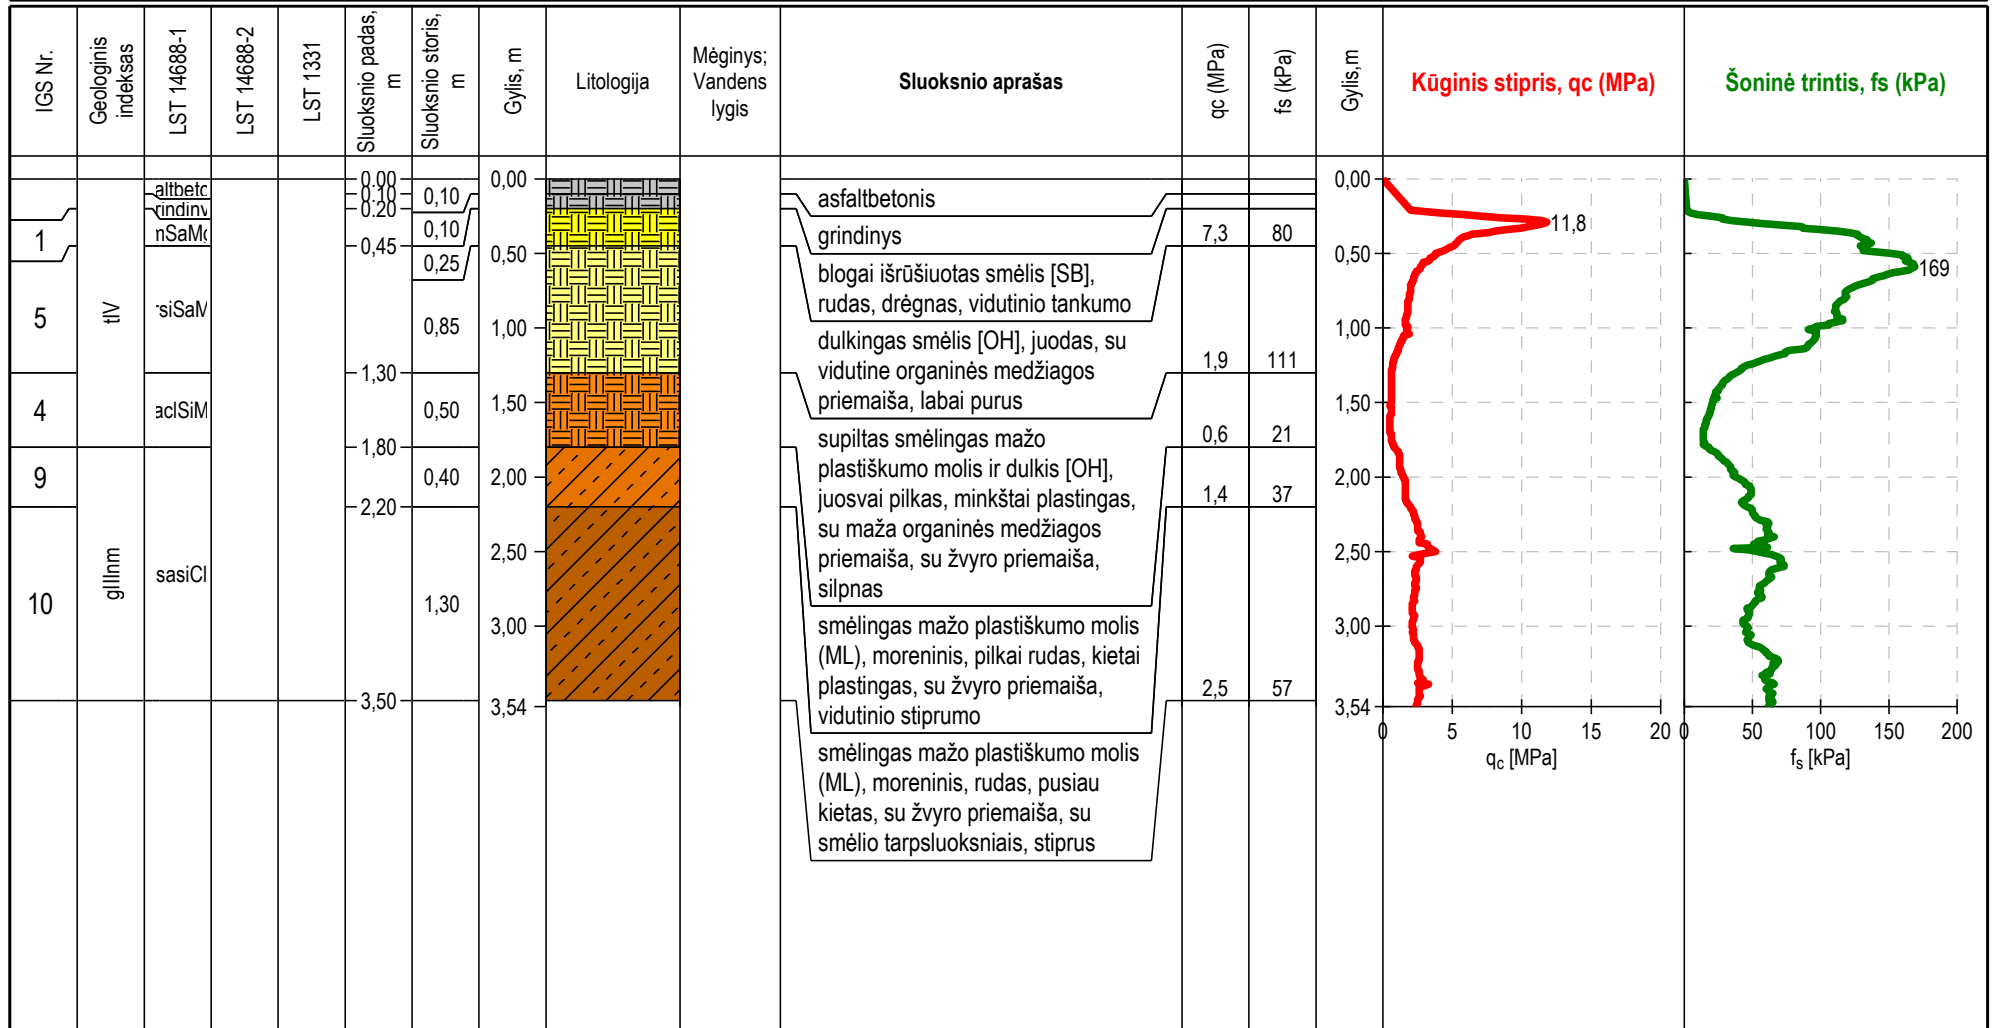 IGS Nr.
Geologinis indeksas
LST 14688-1
LST 14688-2
LST 1331
Sluoksnio padas, m
Sluoksnio storis, m
Gylis, m
Litologija
Mėginys;
Vandens
lygis
Sluoksnio aprašas
qc (MPa)
fs (kPa)
Gylis,m
Kūginis stipris, qc (MPa)
Šoninė trintis, fs (kPa)
1
5
4
9
10
tIV
gIIInm
altbeto
rindiny
siSaM
aclSiM
sasiCl
0.00
0.10
0.20
0,45
1,30
1,80
2,20
3,50
0,10
0,10
0,25
0,85
0,50
0,40
1,30
0,00
0,50
1,00
1,50
2,00
2,50
3,00
3,54
asfaltbetonis
grindinys
blogai išrūšiuotas smėlis [SB],
rudas, drėgnas, vidutinio tankumo
dulkingas smėlis [OH], juodas, su
vidutine organinės medžiagos
priemaiša, labai purus
supiltas smėlingas mažo
plastiškumo molis ir dulkis [OH],
juosvai pilkas, minkštai plastingas,
su maža organinės medžiagos
priemaiša, su žvyro priemaiša,
silpnas
smėlingas mažo plastiškumo molis
(ML), moreninis, pilkai rudas, kietai
plastingas, su žvyro priemaiša,
vidutinio stiprumo
smėlingas mažo plastiškumo molis
(ML), moreninis, rudas, pusiau
kietas, su žvyro priemaiša, su
smėlio tarpsluoksniais, stiprus
7,3 80
1,9 111
0,6 21
1,4 37
2,5 57
0,00
0,50
1,00
1,50
2,00
2,50
3,00
3,54
11,8
0 5 10 15 20
qc [MPa]
169
0 50 100 150 200
fs [kPa]